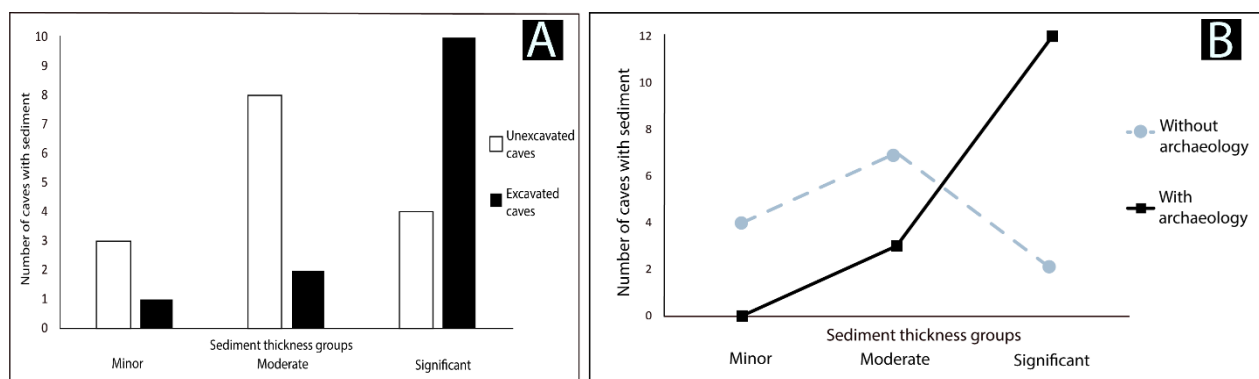 A
Number of caves with sediment
10
9
8
7
6
5
4
3
2
1
0
Unexcavated
caves
Excavated
caves
Sediment thickness groups
Minor
Moderate
Significant
B
Number of caves with sediment
12
10
8
6
4
2
0
Without
archaeology
With
archaeology
Sediment thickness groups
Minor
Moderate
Significant